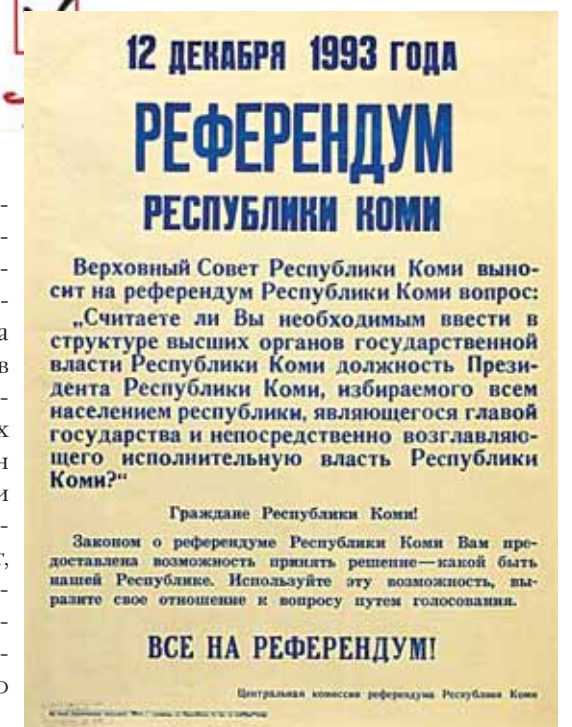 12 ДЕКАБРЯ 1993 ГОДА
РЕФЕРЕНДУМ
РЕСПУБЛИКИ КОМИ
Верховный Совет Республики Коми выно-
сит на референдум Республики Коми вопрос:
„Считаете ли Вы необходимым ввести в
структуре высших органов государственной
власти Республики Коми должность Прези-
дента Республики Коми, избираемого всем
населением республики, являющегося главой
государства и непосредственно возглавляю-
щего исполнительную власть Республики
Коми?“
Граждане Республики Коми!
Законом о референдуме Республики Коми Вам пре-
доставлена возможность принять решение—какой быть
нашей Республике. Используйте эту возможность, вы-
разите свое отношение к вопросу путем голосования.
ВСЕ НА РЕФЕРЕНДУМ!
Центральная комиссия референдума Республики Коми